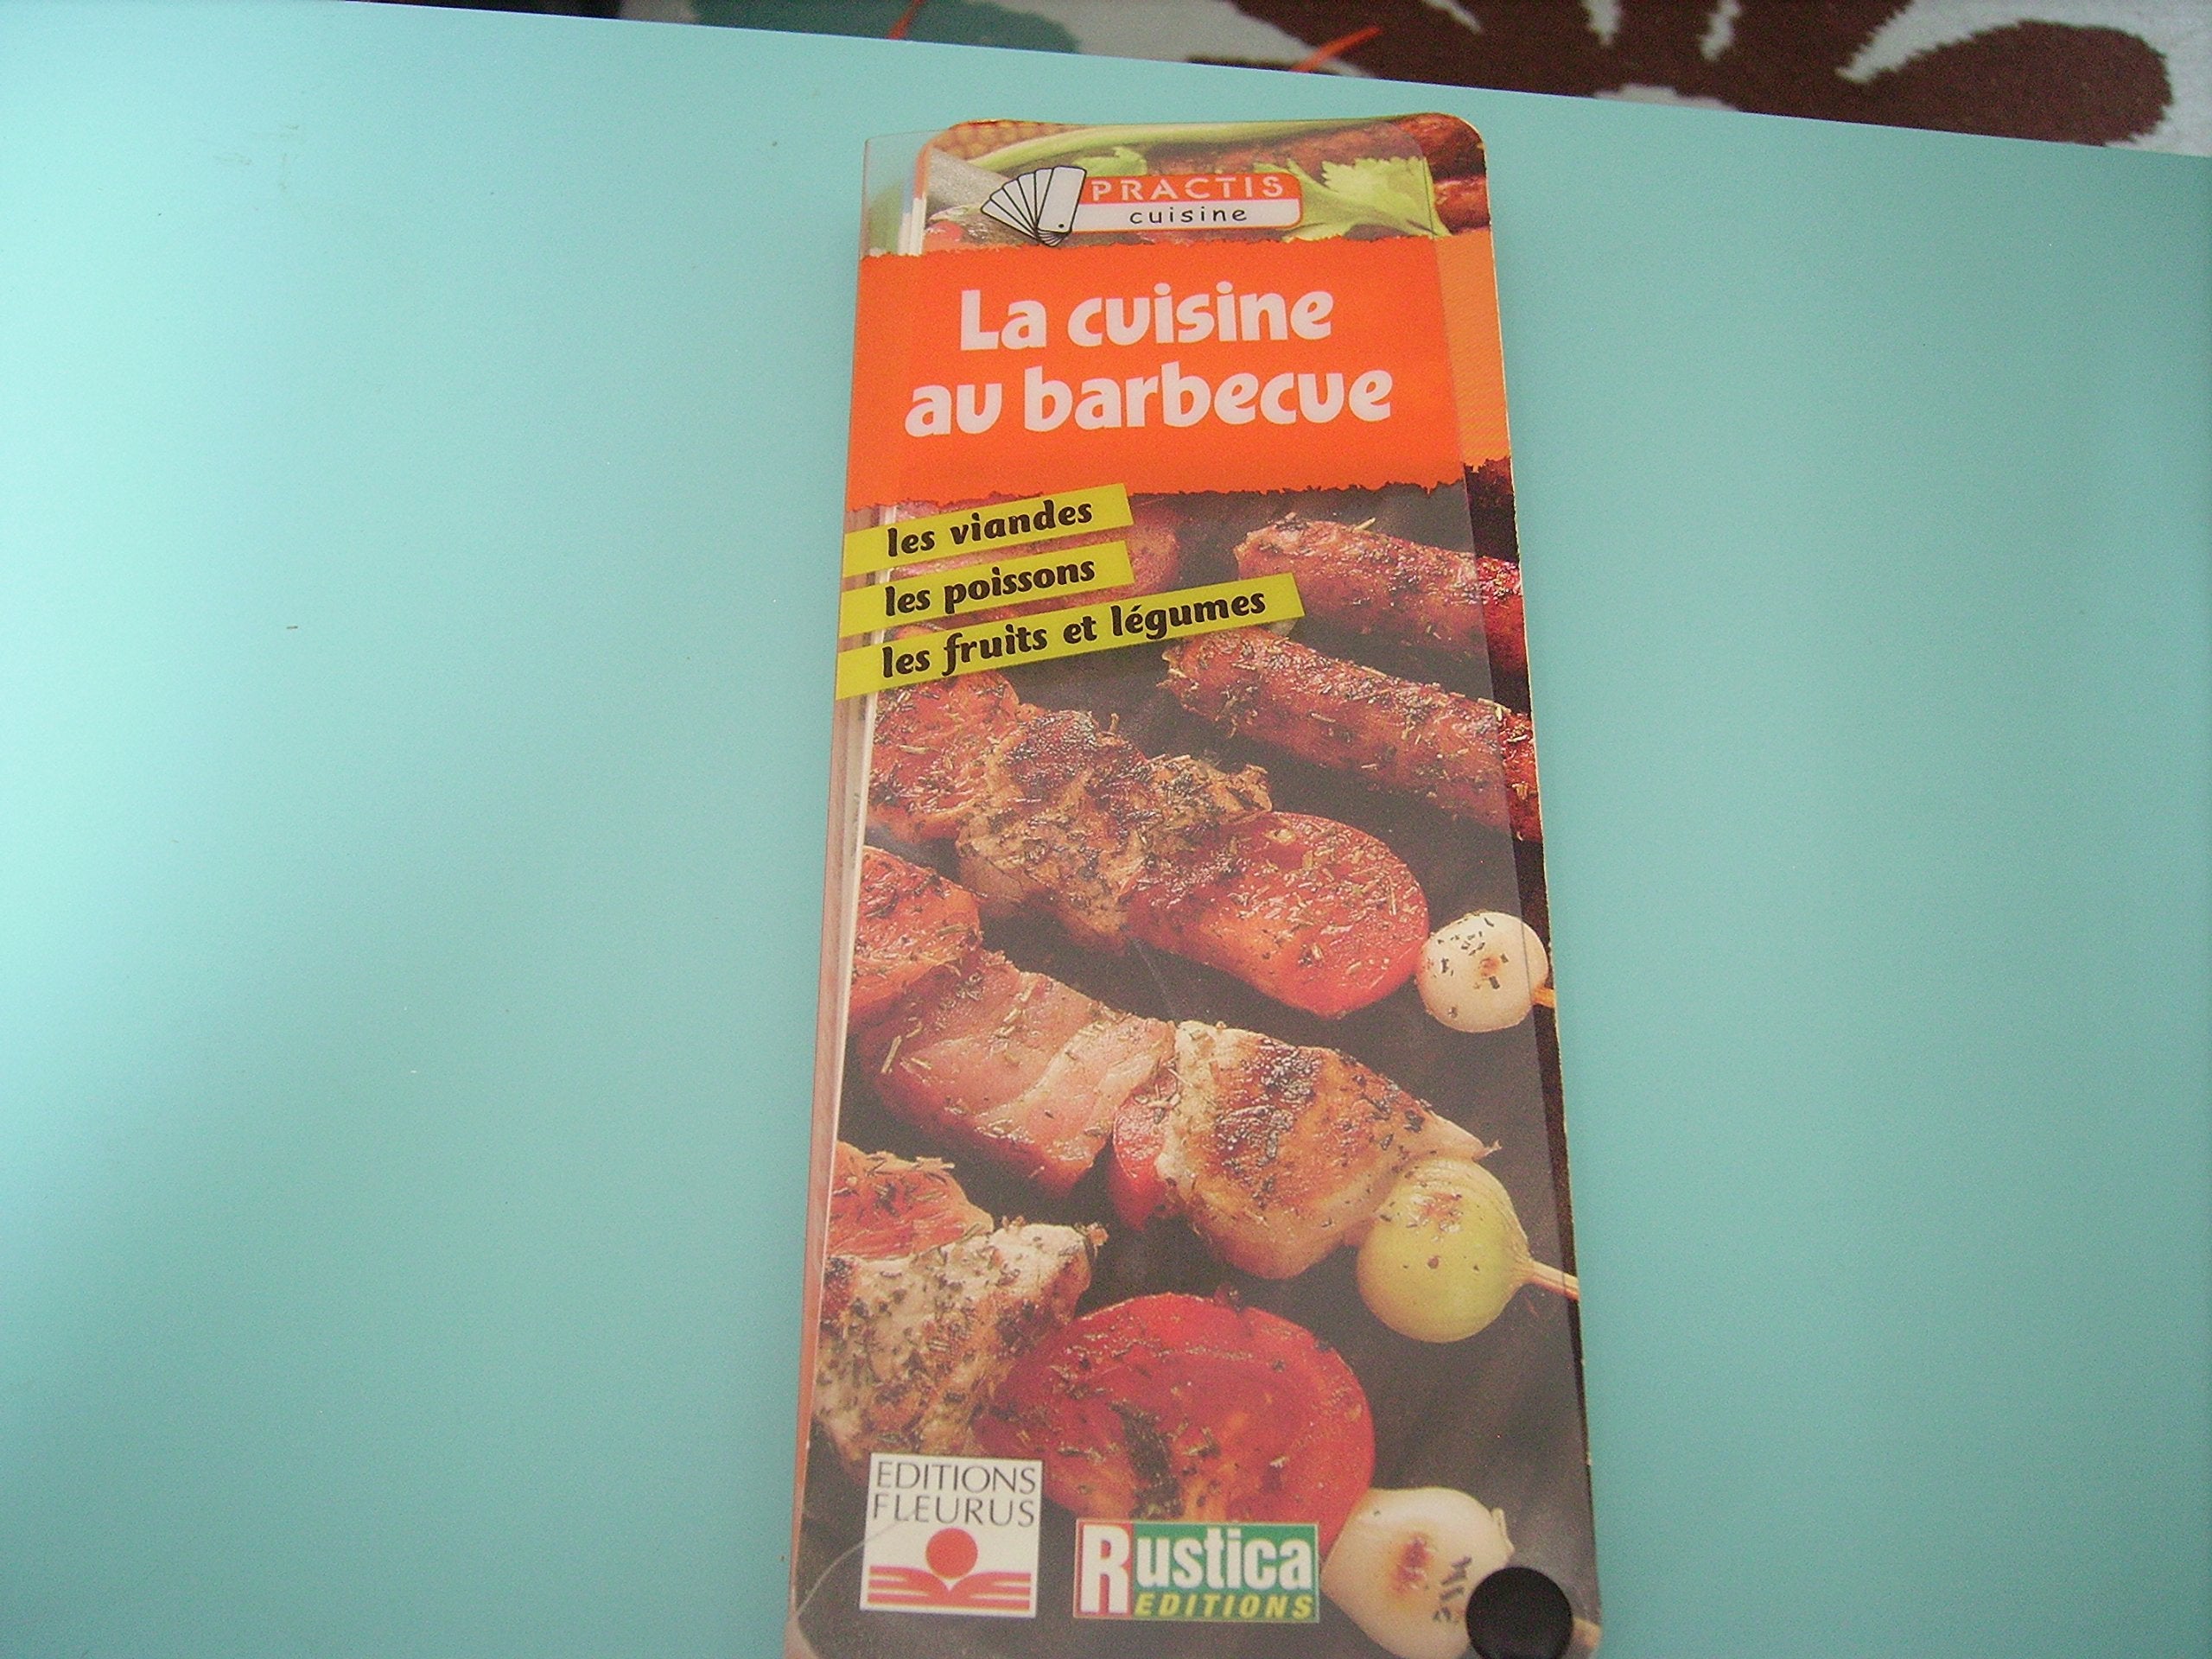 PRACTIS
cuisine
La cuisine
au barbecue
les viandes
les poissons
les fruits et légumes
EDITIONS
FLEURUS
Rustica
EDITIONS